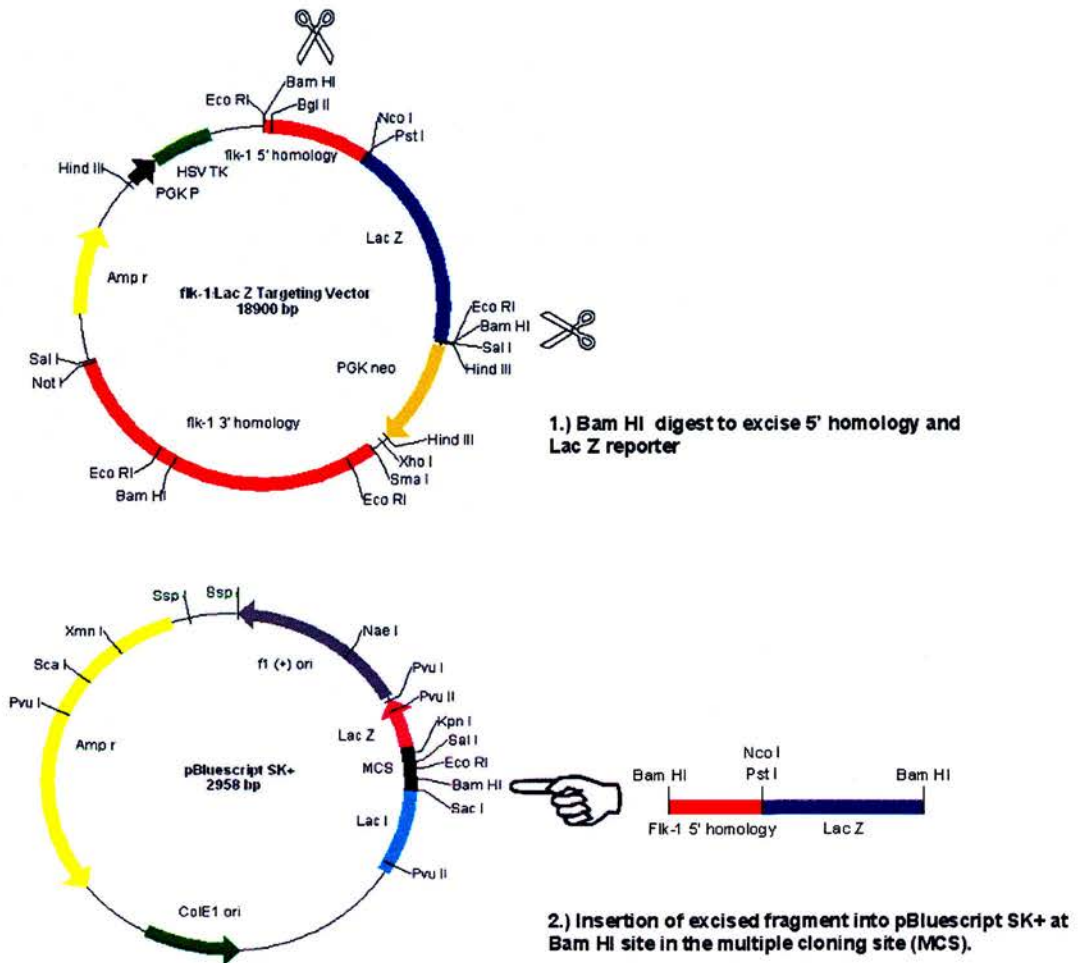 Bam HI
Eco RI
Bgl II
Nco I
Pst I
flk-1 5' homology
HSV TK
Hind III
PGK P
Lac Z
Amp r
flk-1 Lac Z Targeting Vector
18900 bp
Eco RI
Bam HI
Sal I
Hind III
PGK neo
Sal I
Not I
flk-1 3' homology
Hind III
Xho I
Sma I
Eco RI
Eco RI
Bam HI
1.) Bam HI digest to excise 5' homology and
Lac Z reporter
Ssp I
Ssp I
Xmn I
Nae I
Sca I
f1 (+) ori
Pvu I
Pvu I
Pvu II
Kpn I
Lac Z
Sal I
Amp r
Eco RI
MCS
pBluescript SK+
2958 bp
Bam HI
Sac I
Lac I
Pvu II
ColE1 ori
Nco I
Bam HI
Pst I
Bam HI
Flk-1 5' homology
Lac Z
2.) Insertion of excised fragment into pBluescript SK+ at
Bam HI site in the multiple cloning site (MCS).